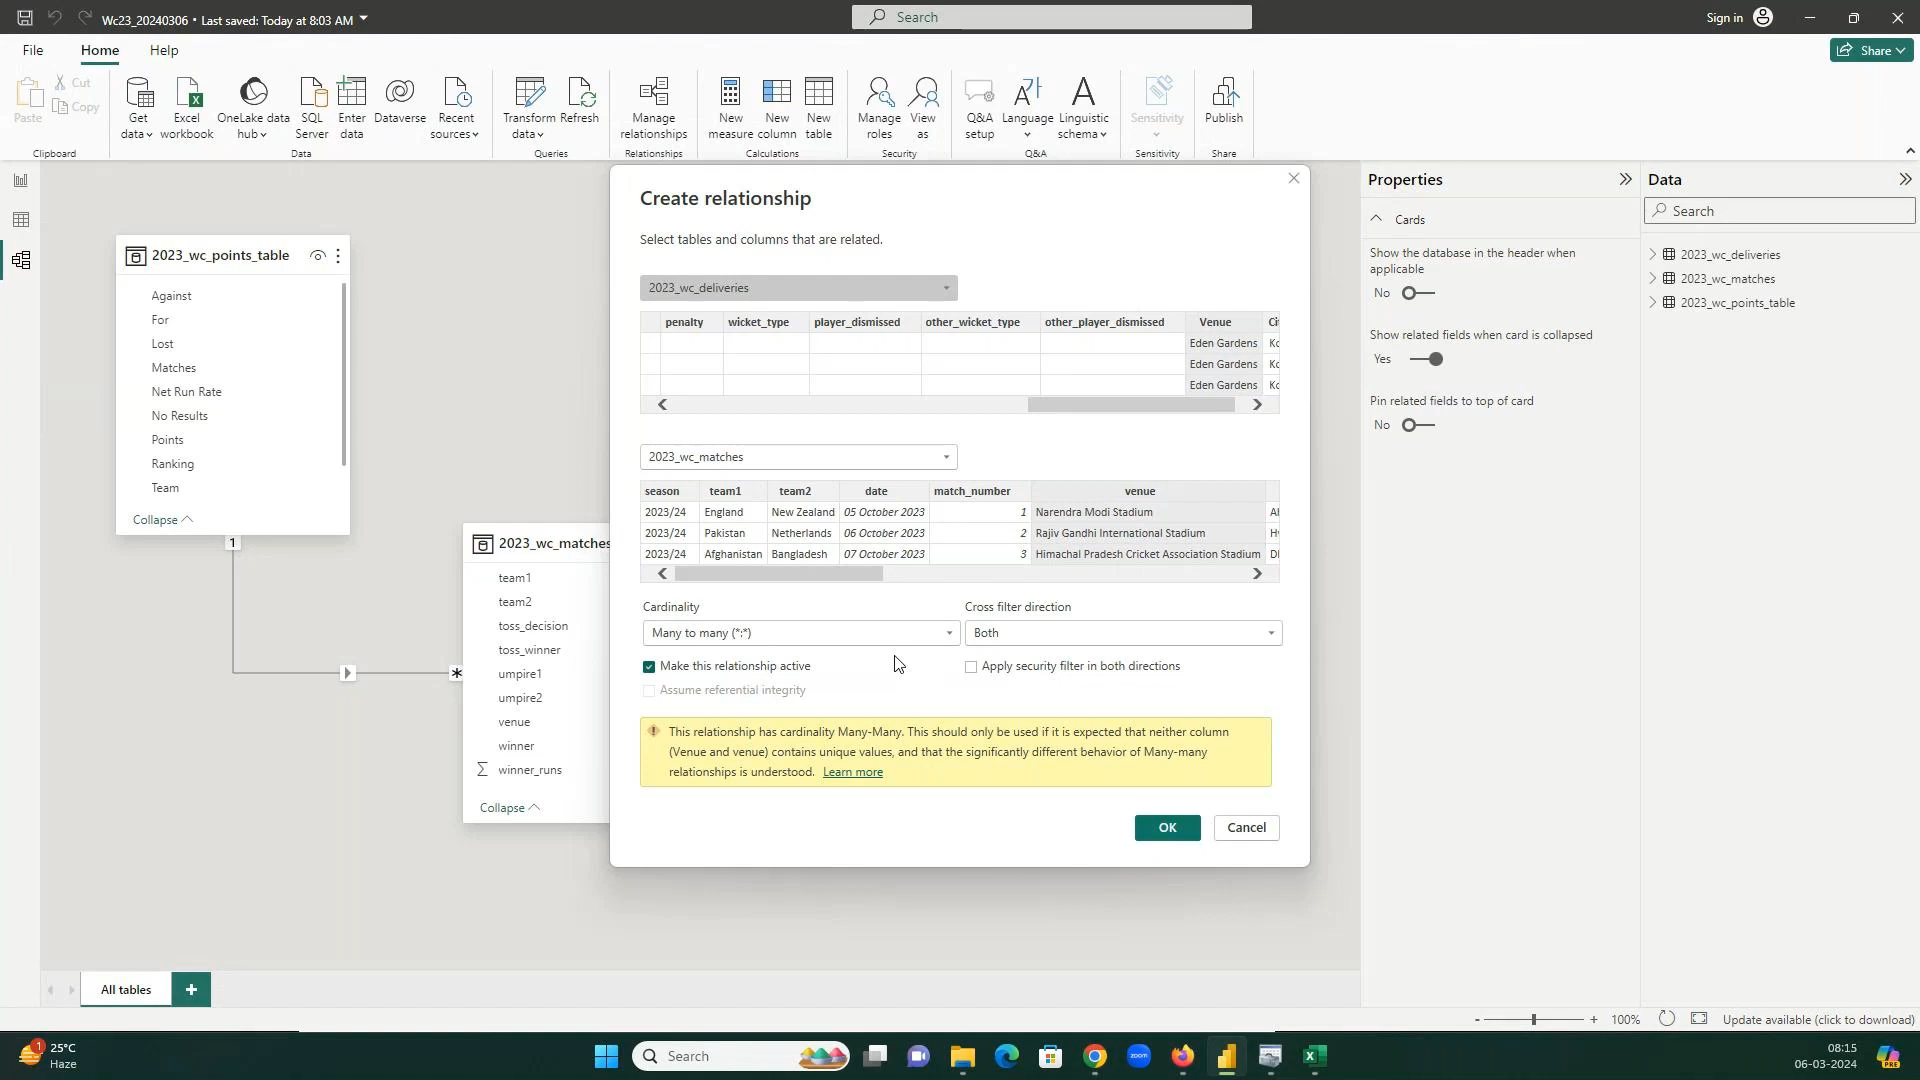 Wc23_20240306 • Last saved: Today at 8:03 AM
Search
Sign in
File
Home
Help
Share
Paste
Cut
Copy
Get data
Excel workbook
OneLake data hub
SQL Server
Enter data
Dataverse
Recent sources
Transform data
Refresh
Manage relationships
New measure
New column
New table
Manage roles
View as
Q&A setup
Language
Linguistic schema
Sensitivity
Publish
Clipboard
Data
Queries
Relationships
Calculations
Security
Q&A
Sensitivity
Share
2023_wc_points_table
Against
For
Lost
Matches
Net Run Rate
No Results
Points
Ranking
Team
Collapse
1
*
2023_wc_matches
team1
team2
toss_decision
toss_winner
umpire1
umpire2
venue
winner
winner_runs
Collapse
Create relationship
Select tables and columns that are related.
2023_wc_deliveries
penalty wicket_type player_dismissed other_wicket_type other_player_dismissed Venue Ci
Eden Gardens Kc
Eden Gardens Kc
Eden Gardens Kc
2023_wc_matches
season team1 team2 date match_number venue
2023/24 England New Zealand 05 October 2023 1 Narendra Modi Stadium Al
2023/24 Pakistan Netherlands 06 October 2023 2 Rajiv Gandhi International Stadium H
2023/24 Afghanistan Bangladesh 07 October 2023 3 Himachal Pradesh Cricket Association Stadium D
Cardinality
Cross filter direction
Many to many (*:*)
Both
Make this relationship active
Apply security filter in both directions
Assume referential integrity
This relationship has cardinality Many-Many. This should only be used if it is expected that neither column
(Venue and venue) contains unique values, and that the significantly different behavior of Many-many
relationships is understood. Learn more
OK
Cancel
Properties
Cards
Show the database in the header when
applicable
No
Show related fields when card is collapsed
Yes
Pin related fields to top of card
No
Data
Search
2023_wc_deliveries
2023_wc_matches
2023_wc_points_table
All tables
+
- + 100%
Update available (click to download)
1
25°C
Haze
Search
zoom
08:15
06-03-2024
PRE